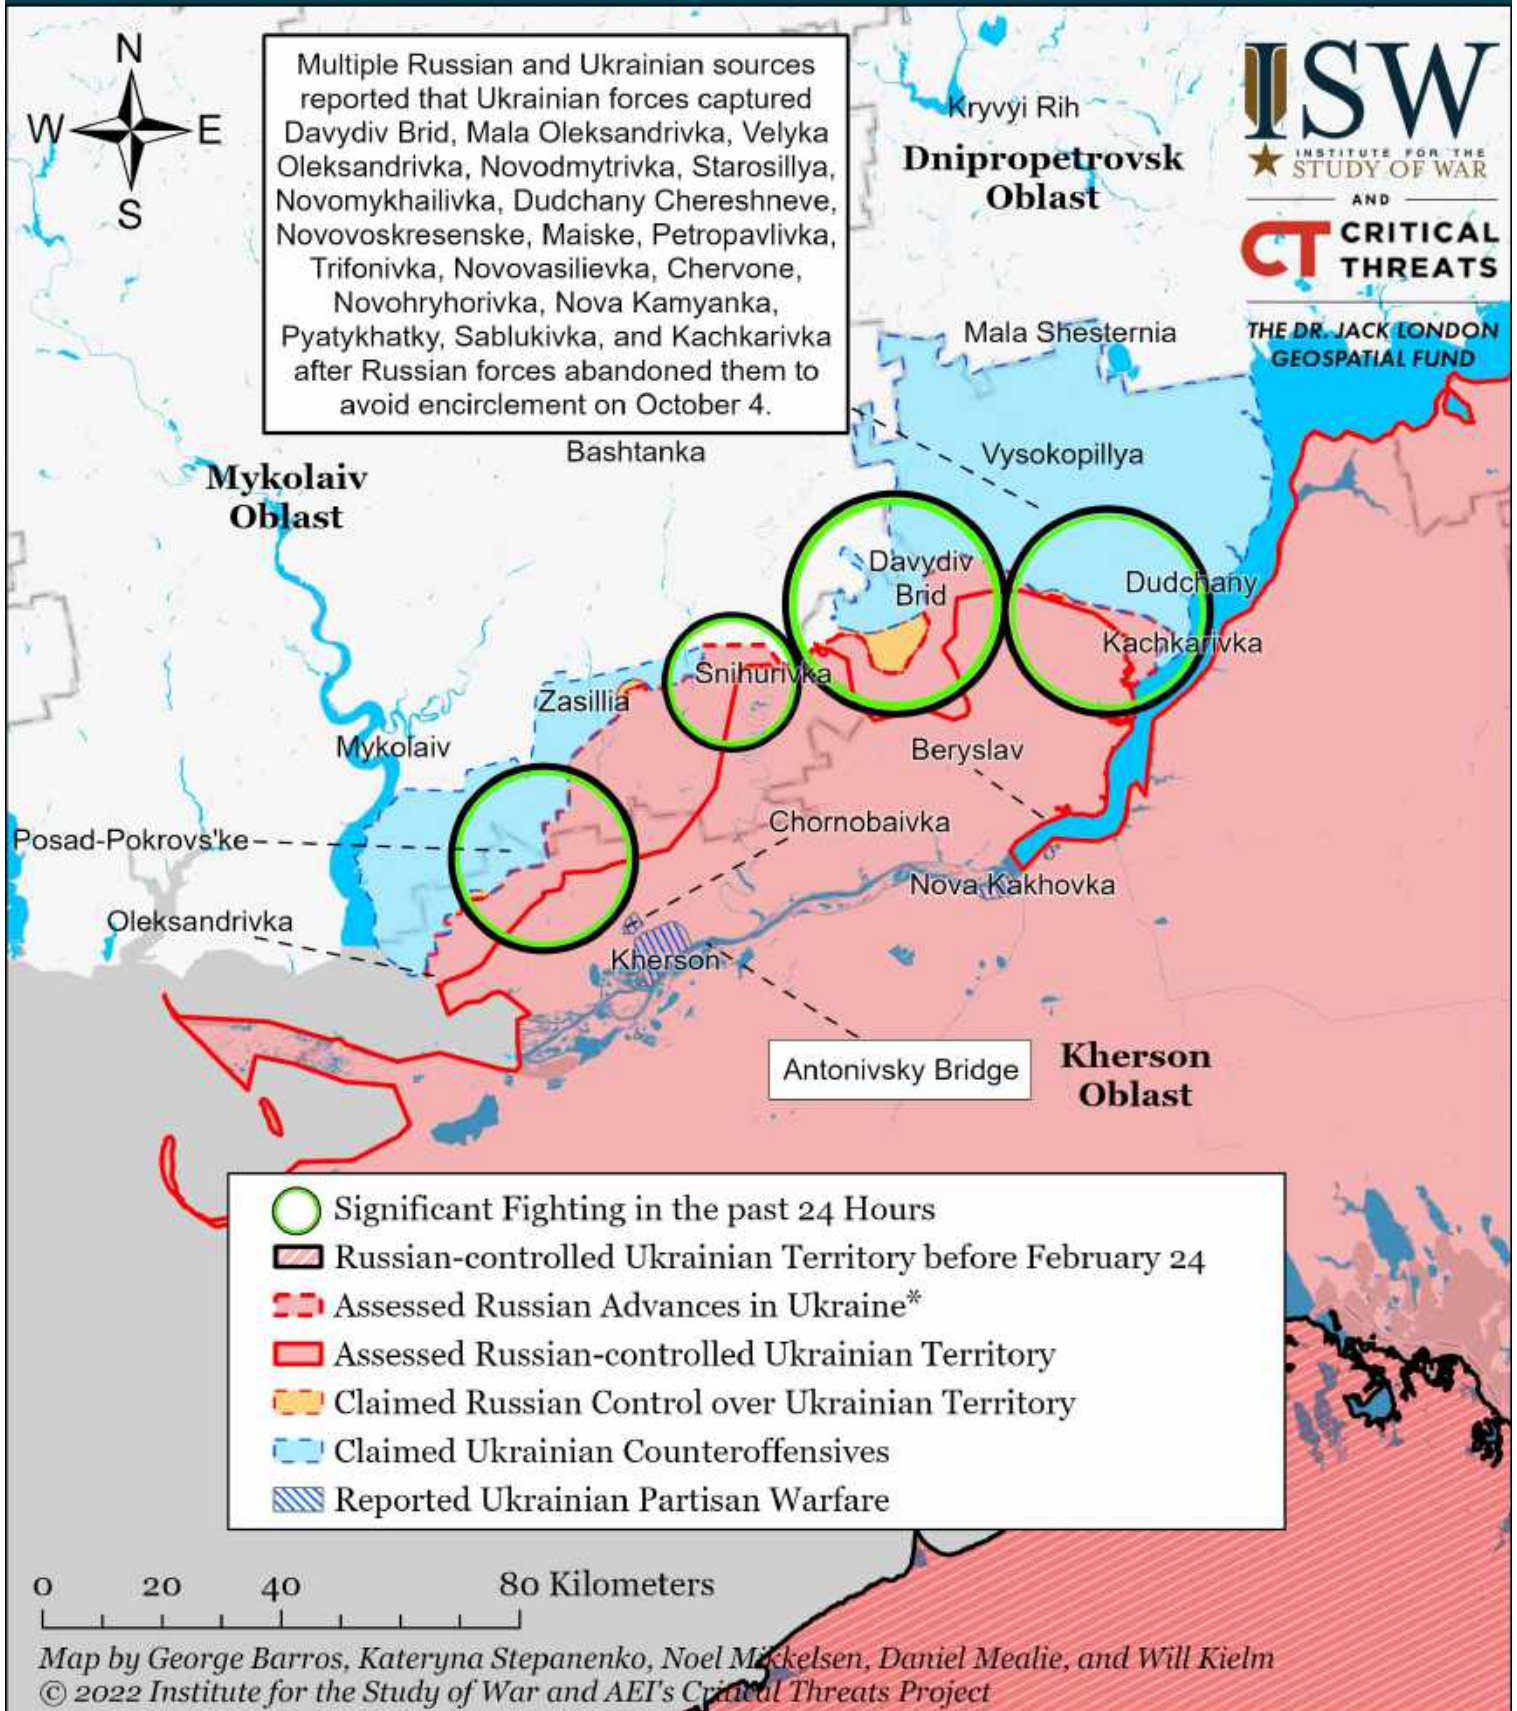 N
W E
S
Multiple Russian and Ukrainian sources
reported that Ukrainian forces captured
Davydiv Brid, Mala Oleksandrivka, Velyka
Oleksandrivka, Novodmytrivka, Starosillya,
Novomykhailivka, Dudchany Chereshneve,
Novovoskresenske, Maiske, Petropavlivka,
Trifonivka, Novovasilievka, Chervone,
Novohryhorivka, Nova Kamyanka,
Pyatykhatky, Sablukivka, and Kachkarivka
after Russian forces abandoned them to
avoid encirclement on October 4.
ISW
INSTITUTE FOR THE
STUDY OF WAR
AND
CT CRITICAL
THREATS
THE DR. JACK LONDON
GEOSPATIAL FUND
Kryvyi Rih
Dnipropetrovsk
Oblast
Mala Shesternia
Bashtanka
Vysokopillya
Mykolaiv
Oblast
Davydiv
Brid
Dudchany
Kachkarivka
Snihurivka
Zasillia
Mykolaiv
Beryslav
Posad-Pokrovs'ke
Chornobaivka
Nova Kakhovka
Oleksandrivka
Kherson
Antonivsky Bridge
Kherson
Oblast
Significant Fighting in the past 24 Hours
Russian-controlled Ukrainian Territory before February 24
Assessed Russian Advances in Ukraine*
Assessed Russian-controlled Ukrainian Territory
Claimed Russian Control over Ukrainian Territory
Claimed Ukrainian Counteroffensives
Reported Ukrainian Partisan Warfare
0 20 40 80 Kilometers
Map by George Barros, Kateryna Stepanenko, Noel Mikkelsen, Daniel Mealie, and Will Kielm
© 2022 Institute for the Study of War and AEI's Critical Threats Project